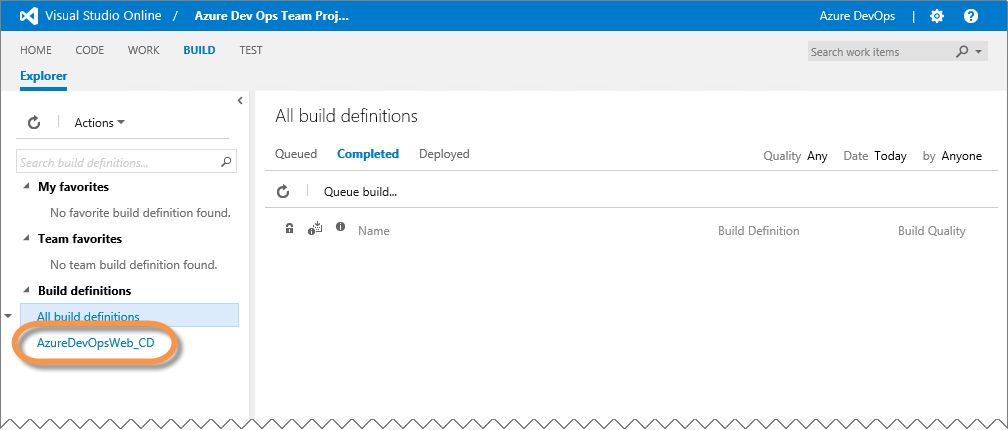 Visual Studio Online / Azure Dev Ops Team Proj... Azure DevOps | ?
HOME CODE WORK BUILD TEST Search work items
Explorer
Actions
All build definitions
Queued Completed Deployed Quality Any Date Today by Anyone
Search build definitions...
Queue build...
My favorites
No favorite build definition found.
Name Build Definition Build Quality
Team favorites
No team build definition found.
Build definitions
All build definitions
AzureDevOpsWeb_CD